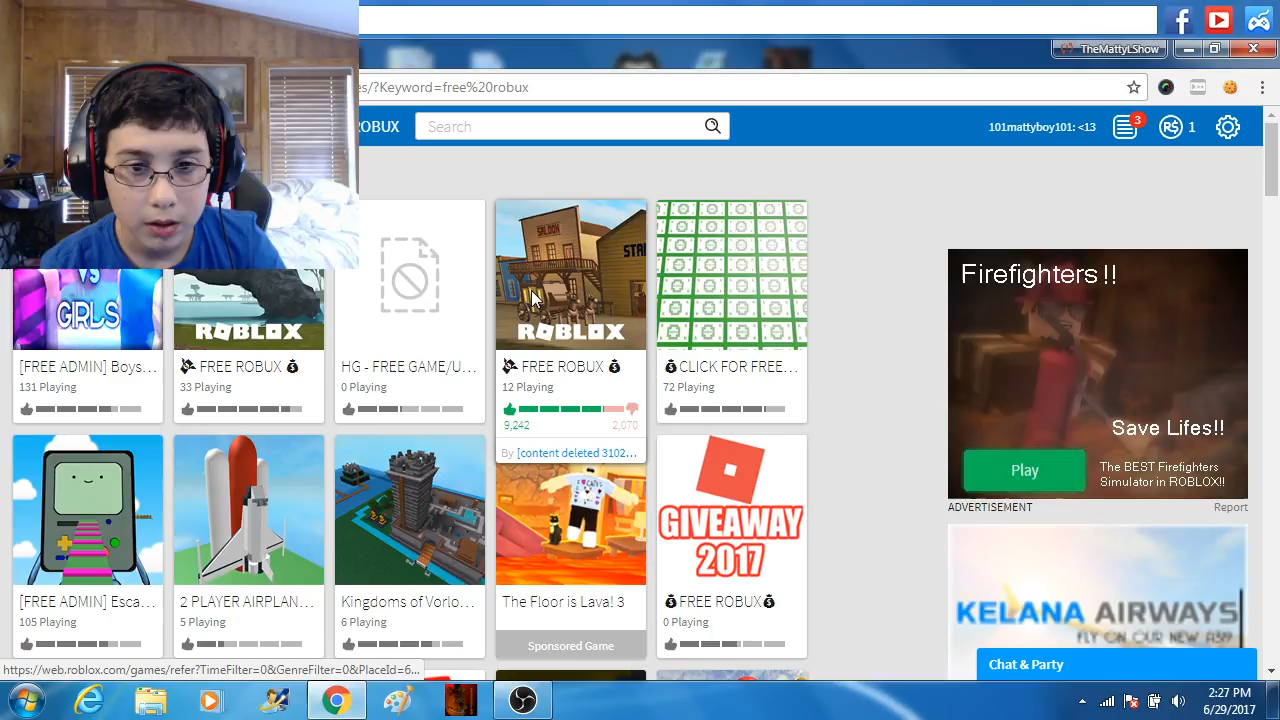 TheMattyLShow
es/?Keyword=free%20robux
ROBUX
Search
101mattyboy101: <13
3
R$ 1
GIRLS
[FREE ADMIN] Boys...
131 Playing
ROBLOX
FREE ROBUX
33 Playing
HG - FREE GAME/U...
0 Playing
SALOON
ROBLOX
FREE ROBUX
12 Playing
9,242 2,070
By [content deleted 3102...
CLICK FOR FREE...
72 Playing
Firefighters !!
Save Lifes!!
Play
The BEST Firefighters
Simulator in ROBLOX!!
ADVERTISEMENT
Report
[FREE ADMIN] Esca...
105 Playing
2 PLAYER AIRPLAN...
5 Playing
Kingdoms of Vorlo...
6 Playing
The Floor is Lava! 3
Sponsored Game
GIVEAWAY
2017
FREE ROBUX
0 Playing
KELANA AIRWAYS
Chat & Party
https://web.roblox.com/games/refer?TimeFilter=0&GenreFilter=0&PlaceId=6...
2:27 PM
6/29/2017